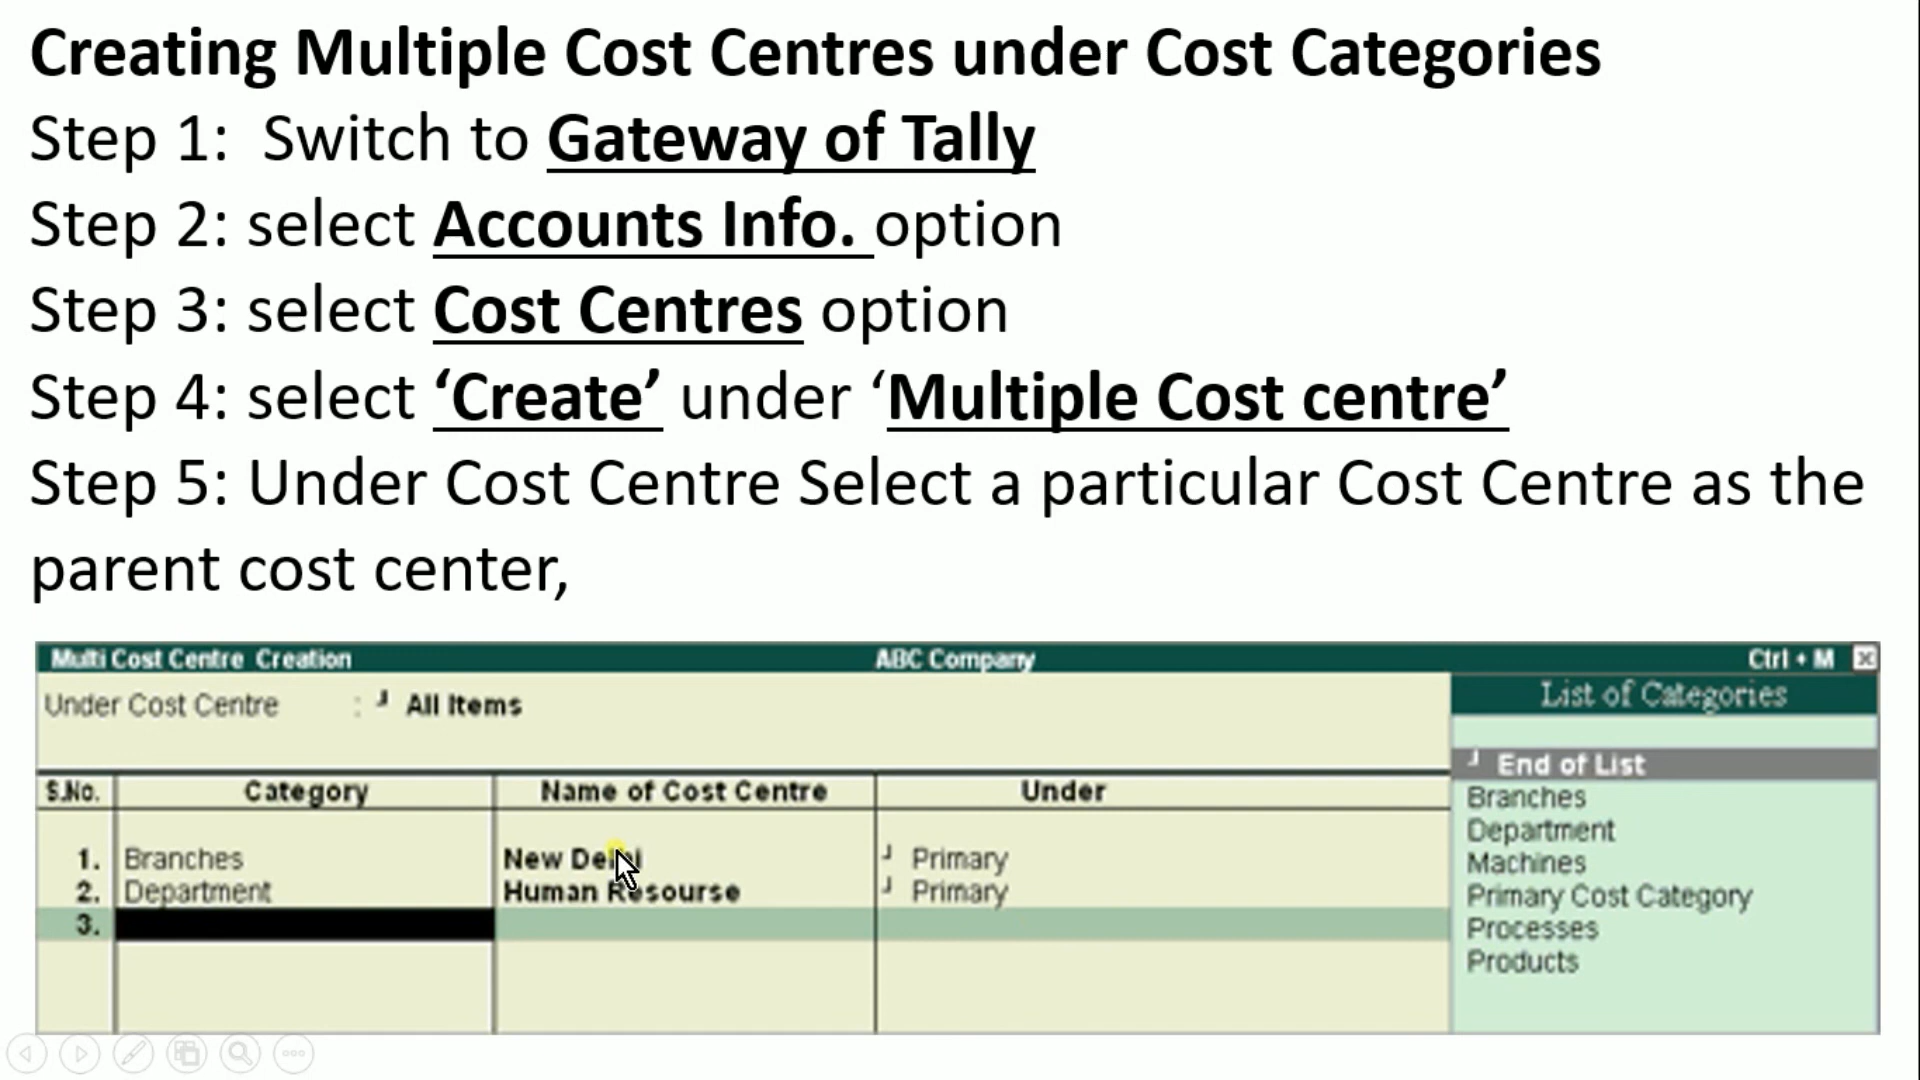 Creating Multiple Cost Centres under Cost Categories
Step 1:  Switch to Gateway of Tally
Step 2: select Accounts Info. option
Step 3: select Cost Centres option
Step 4: select ‘Create’ under ‘Multiple Cost centre’
Step 5: Under Cost Centre Select a particular Cost Centre as the
parent cost center,
Multi Cost Centre Creation ABC Company Ctrl + M
Under Cost Centre : All Items
List of Categories
End of List
Branches
Department
Machines
Primary Cost Category
Processes
Products
S.No. Category Name of Cost Centre Under
1. Branches New Delhi Primary
2. Department Human Resourse Primary
3.